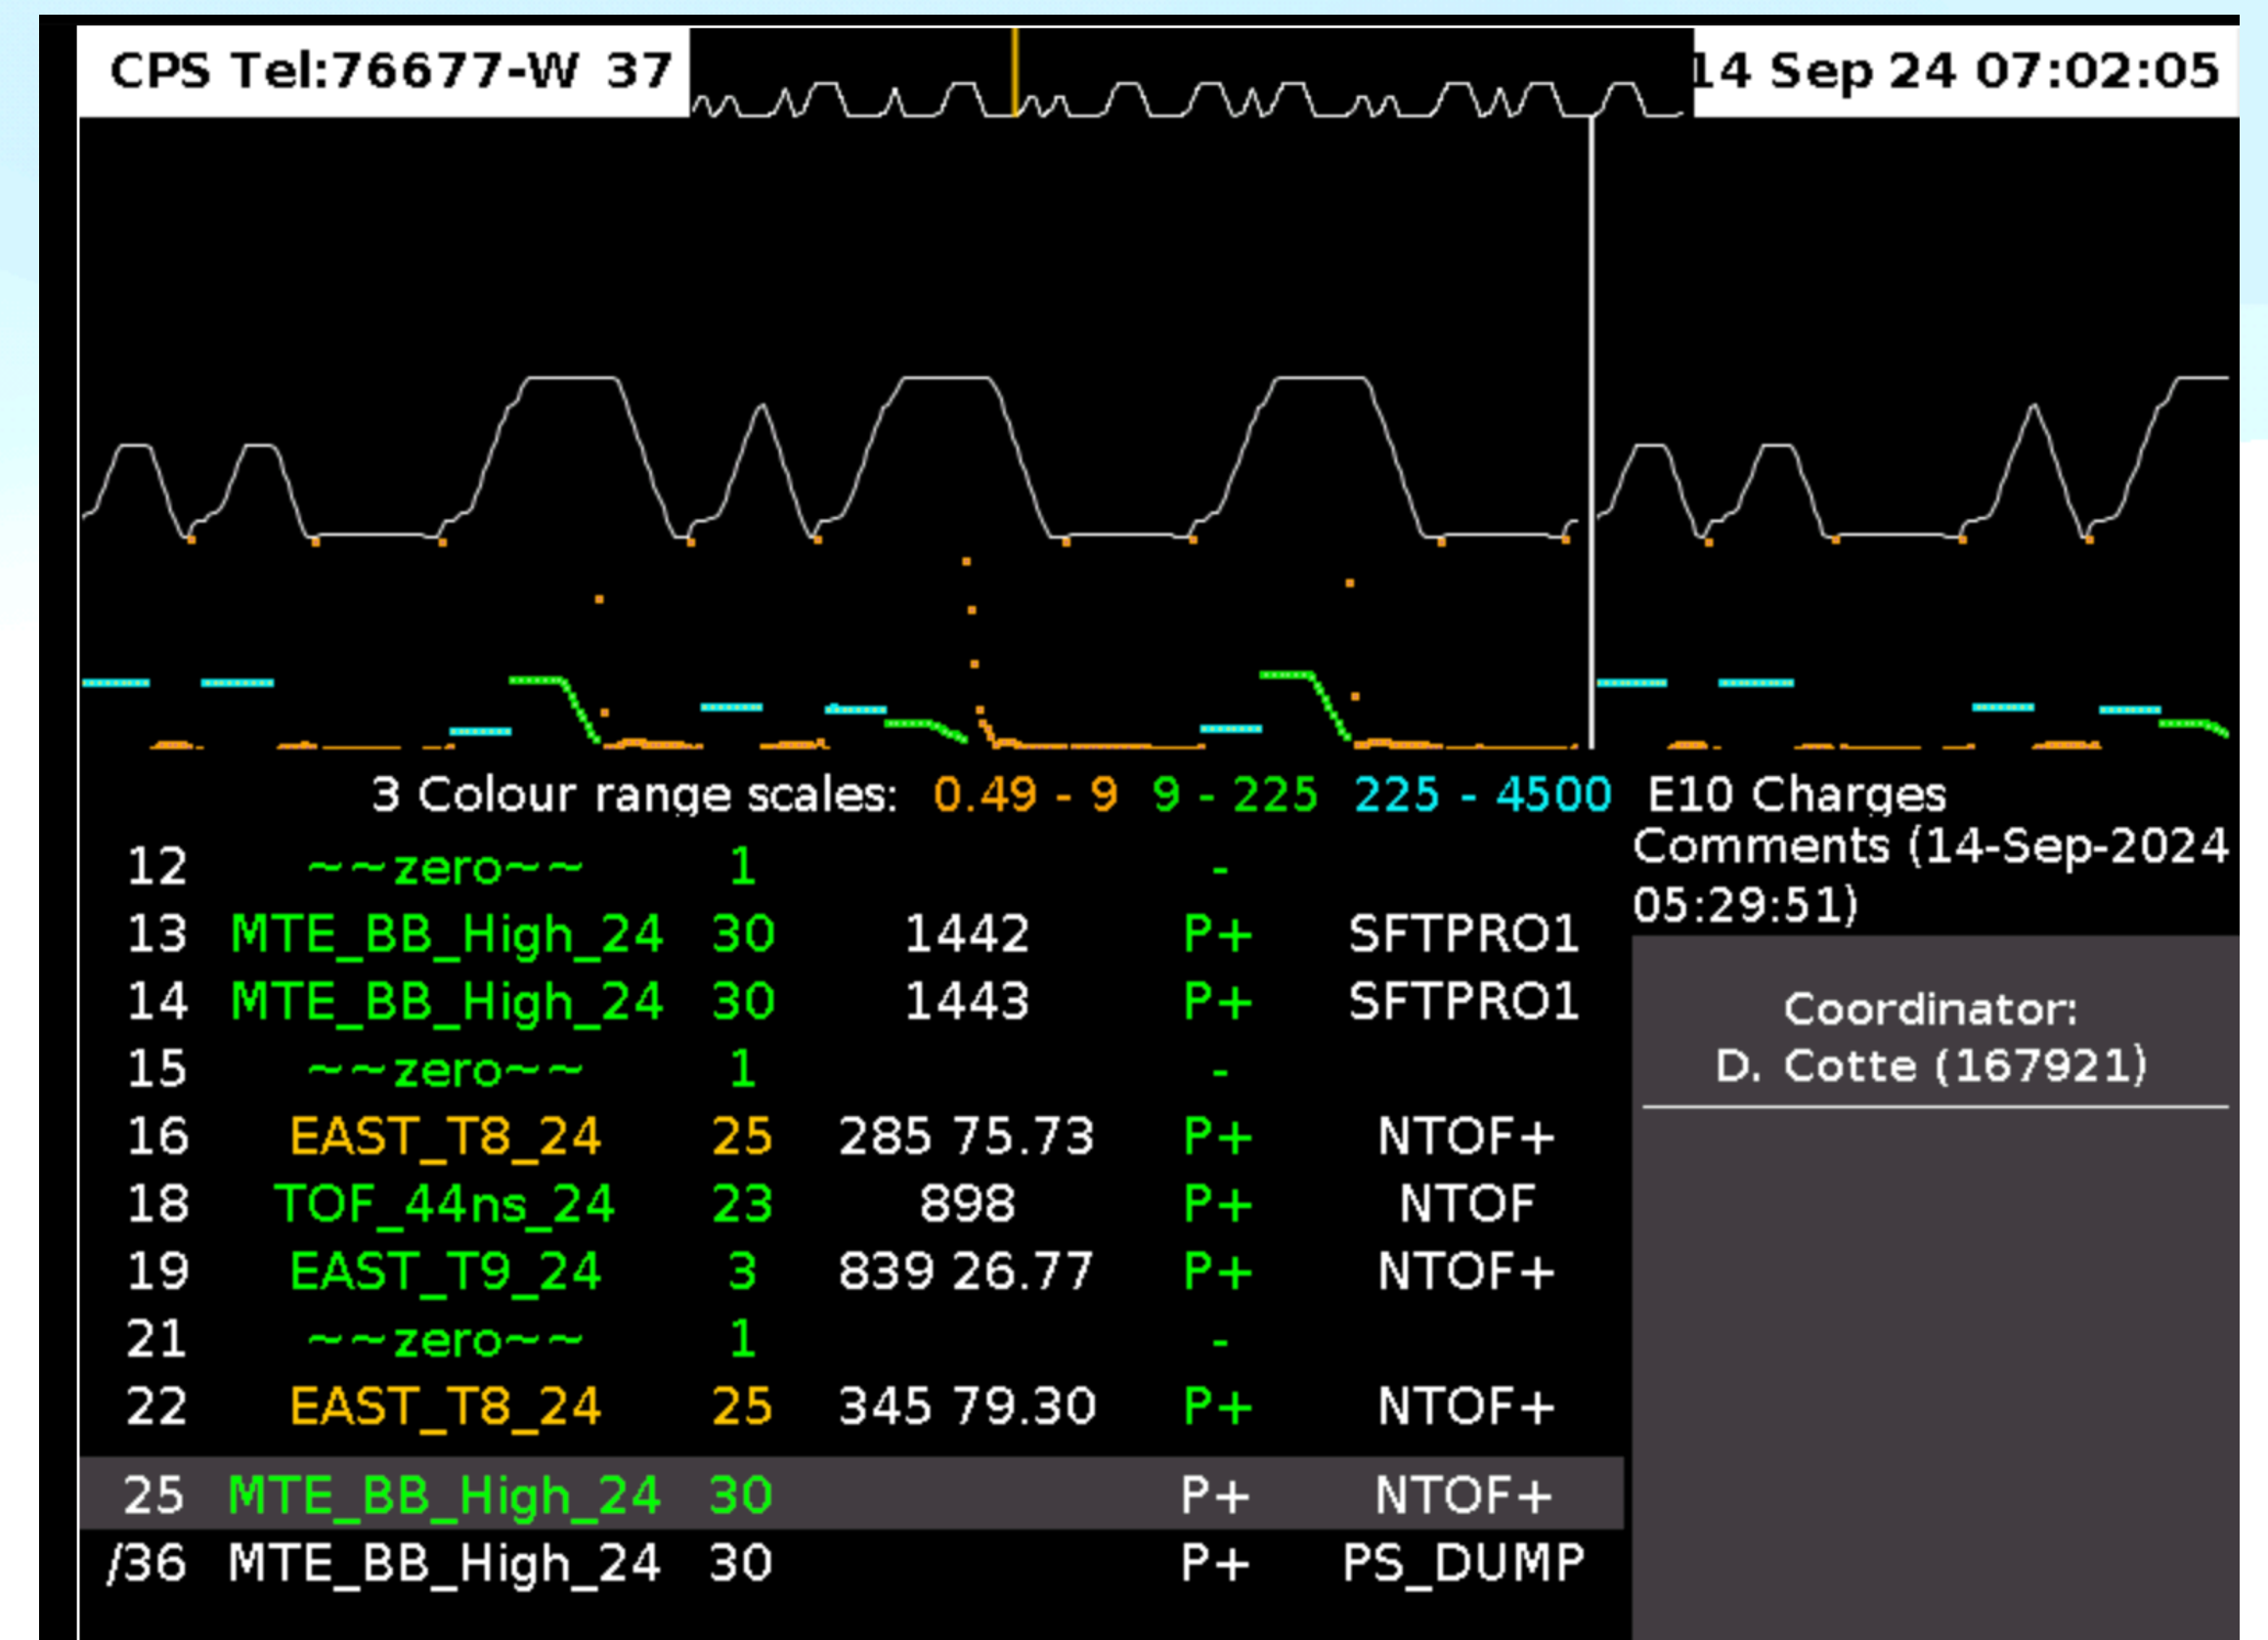 CPS Tel:76677-W 37
14 Sep 24 07:02:05
3 Colour range scales: 0.49 - 9 9 - 225 225 - 4500 E10 Charges
Comments (14-Sep-2024
05:29:51)
Coordinator:
D. Cotte (167921)
12 ~~zero~~ 1 -
13 MTE_BB_High_24 30 1442 P+ SFTPRO1
14 MTE_BB_High_24 30 1443 P+ SFTPRO1
15 ~~zero~~ 1 -
16 EAST_T8_24 25 285 75.73 P+ NTOF+
18 TOF_44ns_24 23 898 P+ NTOF
19 EAST_T9_24 3 839 26.77 P+ NTOF+
21 ~~zero~~ 1 -
22 EAST_T8_24 25 345 79.30 P+ NTOF+
25 MTE_BB_High_24 30 P+ NTOF+
/36 MTE_BB_High_24 30 P+ PS_DUMP